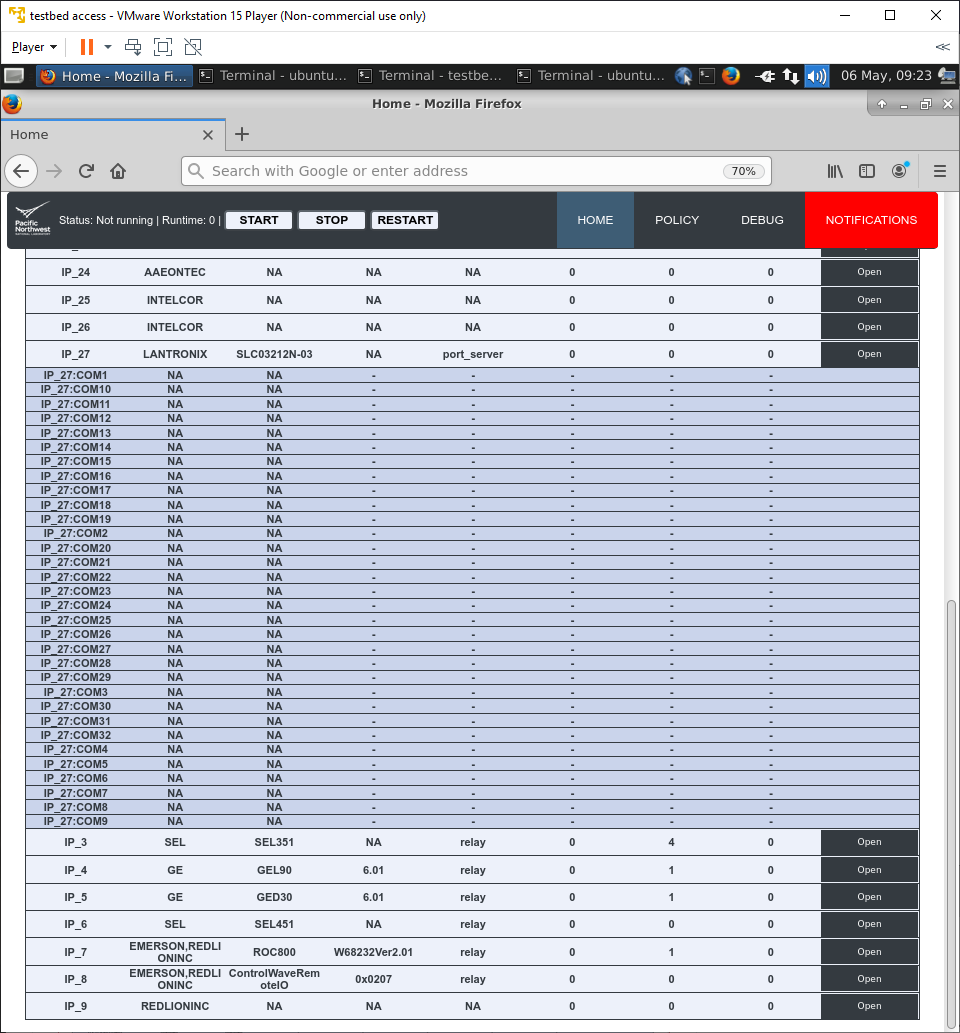 testbed access - VMware Workstation 15 Player (Non-commercial use only)
Player
Home - Mozilla Fi... Terminal - ubuntu... Terminal - testbe... Terminal - ubuntu... 06 May, 09:23
Home - Mozilla Firefox
Home
Search with Google or enter address 70%
Pacific Northwest Status: Not running | Runtime: 0 | START STOP RESTART HOME POLICY DEBUG NOTIFICATIONS
IP_24 AAEONTEC NA NA NA 0 0 0 Open
IP_25 INTELCOR NA NA NA 0 0 0 Open
IP_26 INTELCOR NA NA NA 0 0 0 Open
IP_27 LANTRONIX SLC03212N-03 NA port_server 0 0 0 Open
IP_27:COM1 NA NA - - - - -
IP_27:COM10 NA NA - - - - -
IP_27:COM11 NA NA - - - - -
IP_27:COM12 NA NA - - - - -
IP_27:COM13 NA NA - - - - -
IP_27:COM14 NA NA - - - - -
IP_27:COM15 NA NA - - - - -
IP_27:COM16 NA NA - - - - -
IP_27:COM17 NA NA - - - - -
IP_27:COM18 NA NA - - - - -
IP_27:COM19 NA NA - - - - -
IP_27:COM2 NA NA - - - - -
IP_27:COM20 NA NA - - - - -
IP_27:COM21 NA NA - - - - -
IP_27:COM22 NA NA - - - - -
IP_27:COM23 NA NA - - - - -
IP_27:COM24 NA NA - - - - -
IP_27:COM25 NA NA - - - - -
IP_27:COM26 NA NA - - - - -
IP_27:COM27 NA NA - - - - -
IP_27:COM28 NA NA - - - - -
IP_27:COM29 NA NA - - - - -
IP_27:COM3 NA NA - - - - -
IP_27:COM30 NA NA - - - - -
IP_27:COM31 NA NA - - - - -
IP_27:COM32 NA NA - - - - -
IP_27:COM4 NA NA - - - - -
IP_27:COM5 NA NA - - - - -
IP_27:COM6 NA NA - - - - -
IP_27:COM7 NA NA - - - - -
IP_27:COM8 NA NA - - - - -
IP_27:COM9 NA NA - - - - -
IP_3 SEL SEL351 NA relay 0 4 0 Open
IP_4 GE GEL90 6.01 relay 0 1 0 Open
IP_5 GE GED30 6.01 relay 0 1 0 Open
IP_6 SEL SEL451 NA relay 0 0 0 Open
IP_7 EMERSON,REDLI
ONINC ROC800 W68232Ver2.01 relay 0 1 0 Open
IP_8 EMERSON,REDLI ControlWaveRem
ONINC oteIO 0x0207 relay 0 0 0 Open
IP_9 REDLIONINC NA NA NA 0 0 0 Open